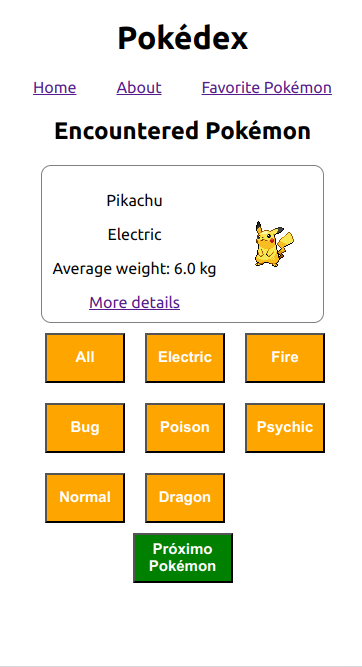 Pokédex
Home About Favorite Pokémon
Encountered Pokémon
Pikachu
Electric
Average weight: 6.0 kg
More details
All Electric Fire
Bug Poison Psychic
Normal Dragon
Próximo
Pokémon